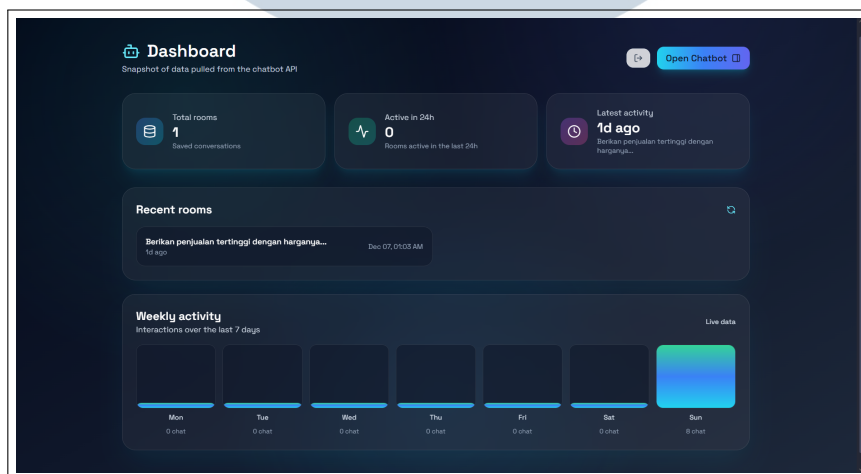 Dashboard
Snapshot of data pulled from the chatbot API
Open Chatbot
Total rooms
1
Saved conversations
Active in 24h
0
Rooms active in the last 24h
Latest activity
1d ago
Berikan penjualan tertinggi dengan
harganya...
Recent rooms
Berikan penjualan tertinggi dengan harganya...
1d ago
Dec 07, 01:03 AM
Weekly activity
Interactions over the last 7 days
Live data
Mon
Tue
Wed
Thu
Fri
Sat
Sun
0 chat
0 chat
0 chat
0 chat
0 chat
0 chat
8 chat